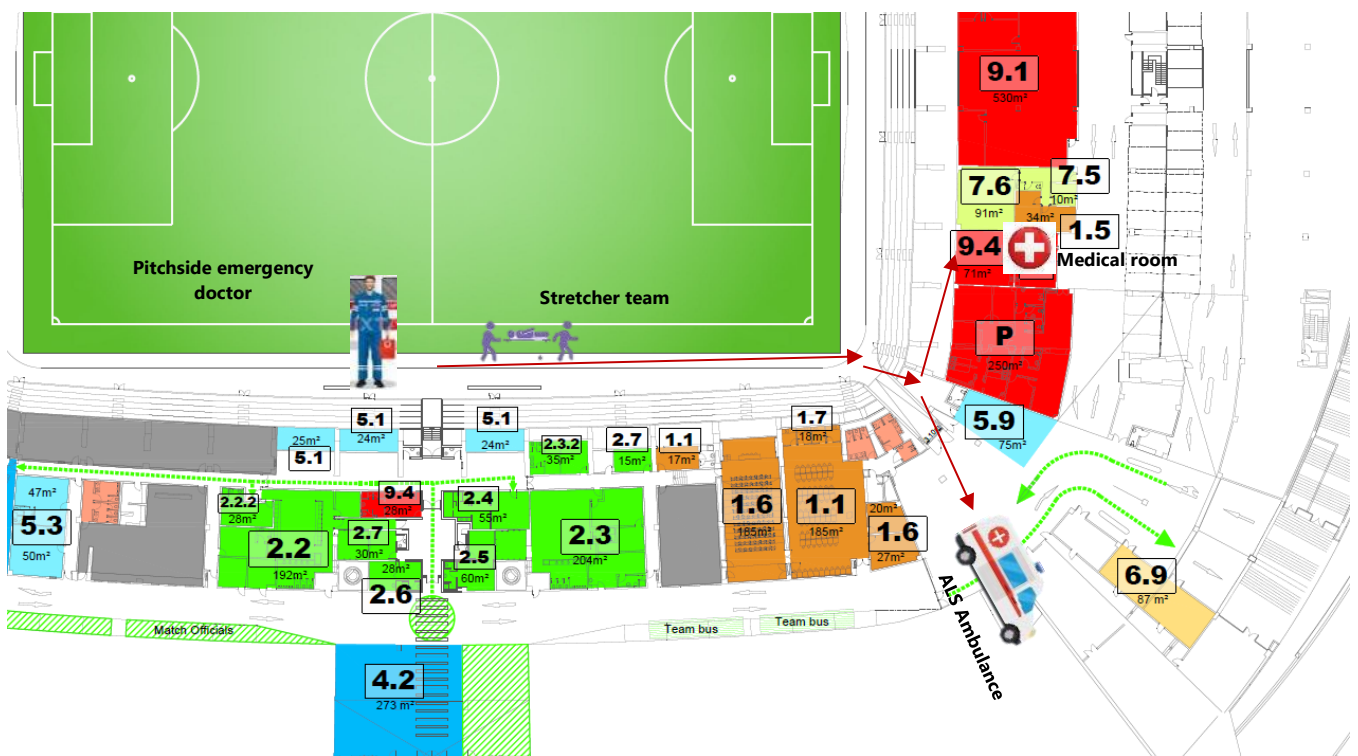 9.1
530m²
7.5
10m²
7.6
91m²
34m²
1.5
9.4
71m²
Medical room
Pitchside emergency
doctor
Stretcher team
P
250m²
5.9
75m²
5.1
24m²
5.1
24m²
25m²
5.1
2.3.2
35m²
2.7
15m²
1.1
17m²
1.7
18m²
47m²
5.3
50m²
2.2.2
28m²
9.4
28m²
2.4
55m²
2.2
192m²
2.7
30m²
2.5
60m²
28m²
2.6
2.3
204m²
1.6
185m²
1.1
185m²
20m²
1.6
27m²
6.9
87 m²
ALS Ambulance
Match Officials
Team bus
Team bus
4.2
273 m²